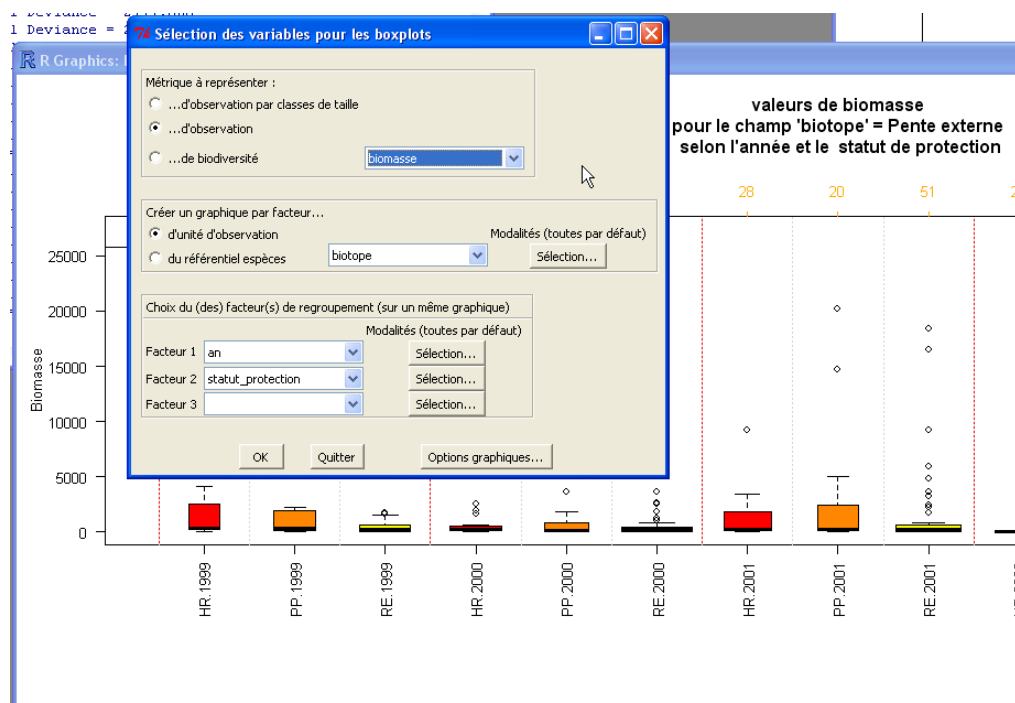 1 Deviance =
Sélection des variables pour les boxplots
R Graphics:
Métrique à représenter :
...d'observation par classes de taille
...d'observation
...de biodiversité
biomasse
Créer un graphique par facteur...
d'unité d'observation
Modalités (toutes par défaut)
du référentiel espèces
biotope
Sélection...
Choix du (des) facteur(s) de regroupement (sur un même graphique)
Modalités (toutes par défaut)
Facteur 1 an Sélection...
Facteur 2 statut_protection Sélection...
Facteur 3 Sélection...
OK Quitter Options graphiques...
valeurs de biomasse
pour le champ 'biotope' = Pente externe
selon l'année et le statut de protection
28 20 51
Biomasse
25000
20000
15000
10000
5000
0
HR.1999
PP.1999
RE.1999
HR.2000
PP.2000
RE.2000
HR.2001
PP.2001
RE.2001